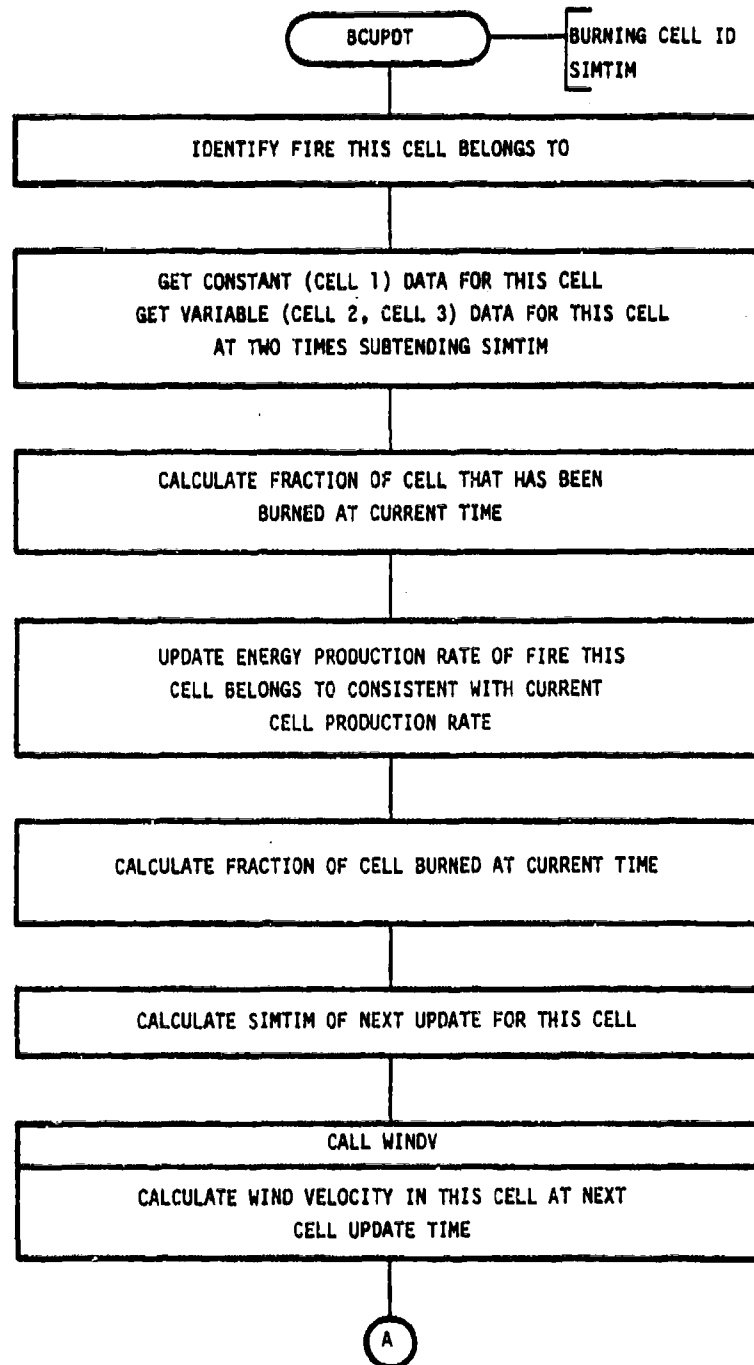 BCUPDT
BURNING CELL ID
SIMTIM
IDENTIFY FIRE THIS CELL BELONGS TO
GET CONSTANT (CELL 1) DATA FOR THIS CELL
GET VARIABLE (CELL 2, CELL 3) DATA FOR THIS CELL
AT TWO TIMES SUBTENDING SIMTIM
CALCULATE FRACTION OF CELL THAT HAS BEEN
BURNED AT CURRENT TIME
UPDATE ENERGY PRODUCTION RATE OF FIRE THIS
CELL BELONGS TO CONSISTENT WITH CURRENT
CELL PRODUCTION RATE
CALCULATE FRACTION OF CELL BURNED AT CURRENT TIME
CALCULATE SIMTIM OF NEXT UPDATE FOR THIS CELL
CALL WINDV
CALCULATE WIND VELOCITY IN THIS CELL AT NEXT
CELL UPDATE TIME
A